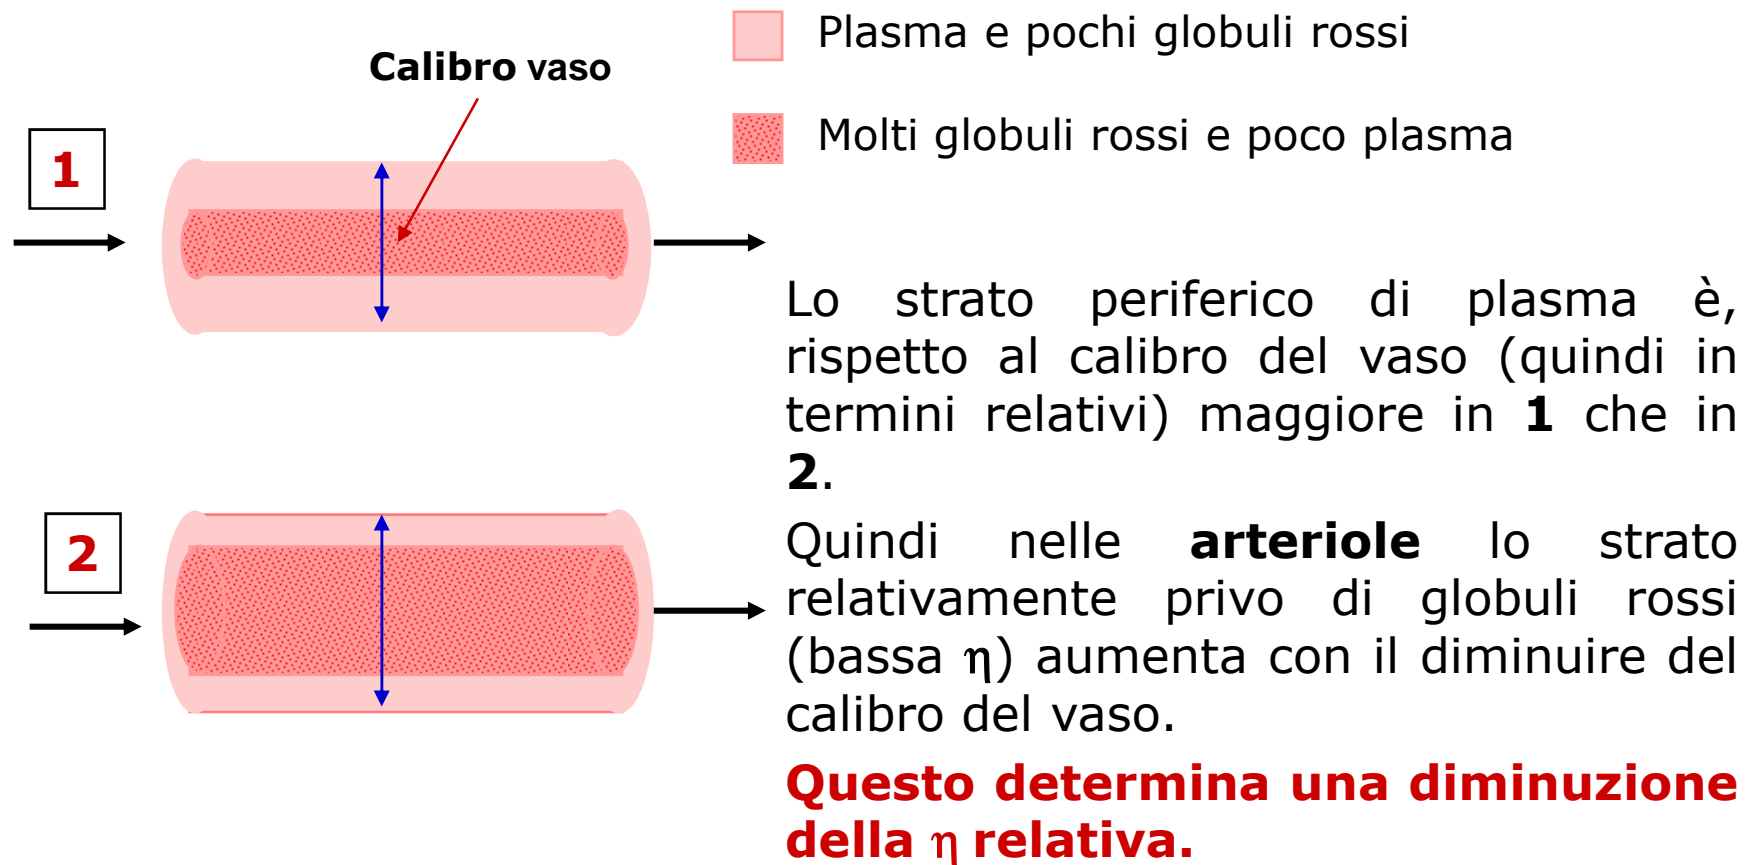 Plasma e pochi globuli rossi
Calibro vaso
Molti globuli rossi e poco plasma
1
Lo strato periferico di plasma è,
rispetto al calibro del vaso (quindi in
termini relativi) maggiore in 1 che in
2.
2
Quindi nelle arteriole lo strato
relativamente privo di globuli rossi
(bassa η) aumenta con il diminuire del
calibro del vaso.
Questo determina una diminuzione
della η relativa.